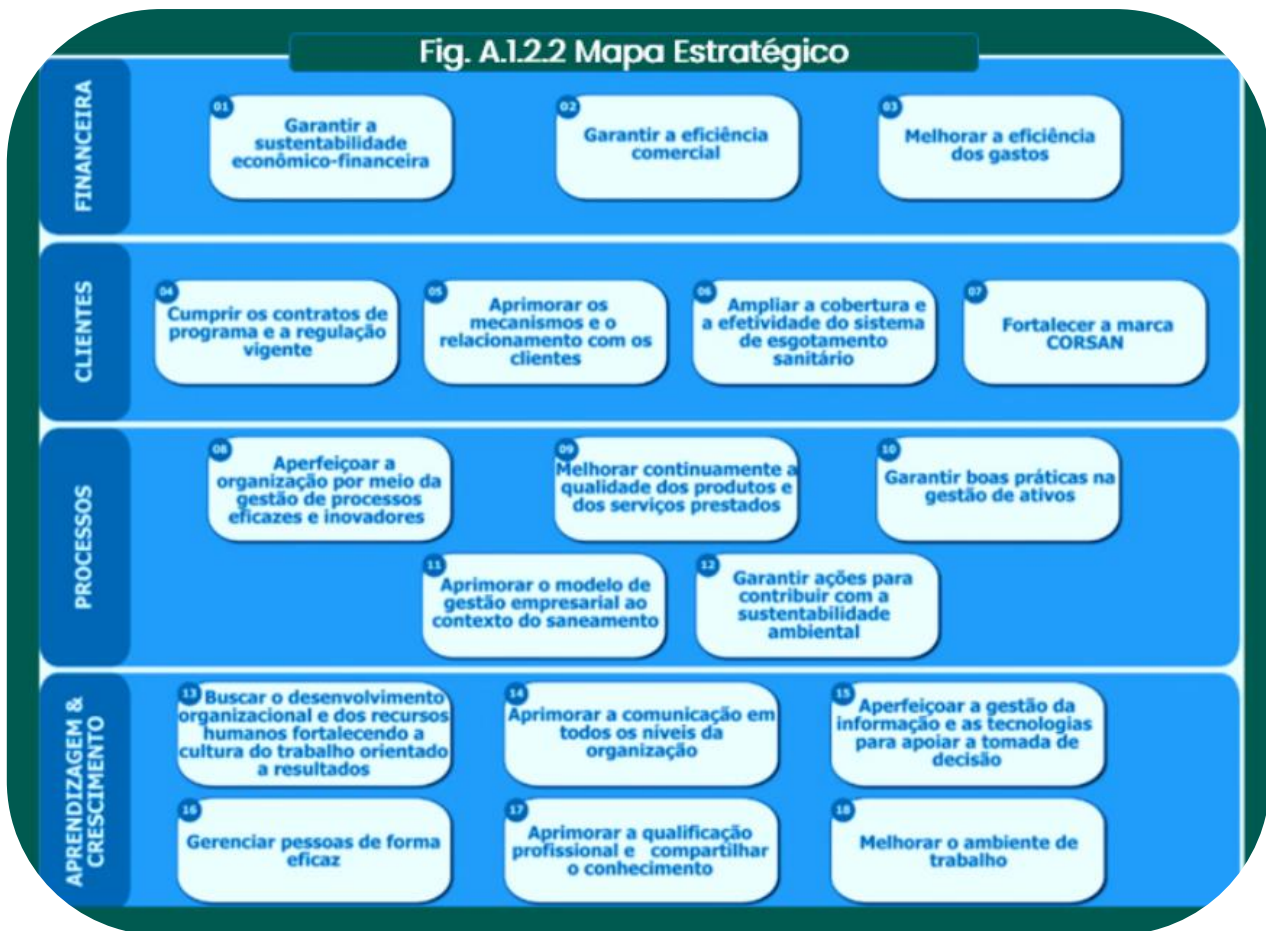 Fig. A.1.2.2 Mapa Estratégico
FINANCEIRA
01
Garantir a
sustentabilidade
econômico-financeira
02
Garantir a eficiência
comercial
03
Melhorar a eficiência
dos gastos
CLIENTES
04
Cumprir os contratos de
programa e a regulação
vigente
05
Aprimorar os
mecanismos e o
relacionamento com os
clientes
06
Ampliar a cobertura e
a efetividade do sistema
de esgotamento
sanitário
07
Fortalecer a marca
CORSAN
PROCESSOS
08
Aperfeiçoar a
organização por meio da
gestão de processos
eficazes e inovadores
09
Melhorar continuamente a
qualidade dos produtos e
dos serviços prestados
10
Garantir boas práticas na
gestão de ativos
11
Aprimorar o modelo de
gestão empresarial ao
contexto do saneamento
12
Garantir ações para
contribuir com a
sustentabilidade
ambiental
APRENDIZAGEM &
CRESCIMENTO
13
Buscar o desenvolvimento
organizacional e dos recursos
humanos fortalecendo a
cultura do trabalho orientado
a resultados
14
Aprimorar a comunicação em
todos os níveis da
organização
15
Aperfeiçoar a gestão da
informação e as tecnologias
para apoiar a tomada de
decisão
16
Gerenciar pessoas de forma
eficaz
17
Aprimorar a qualificação
profissional e compartilhar
o conhecimento
18
Melhorar o ambiente de
trabalho